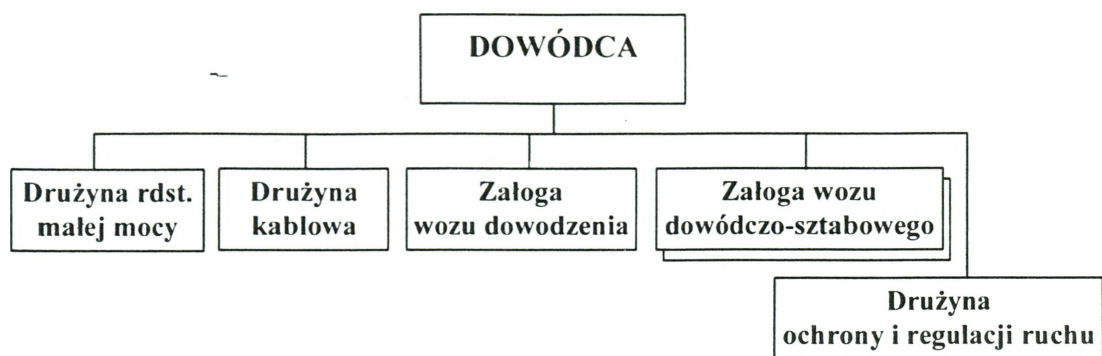 DOWÓDCA
Drużyna rdst.
małej mocy
Drużyna
kablowa
Załoga
wozu dowodzenia
Załoga wozu
dowódczo-sztabowego
Drużyna
ochrony i regulacji ruchu